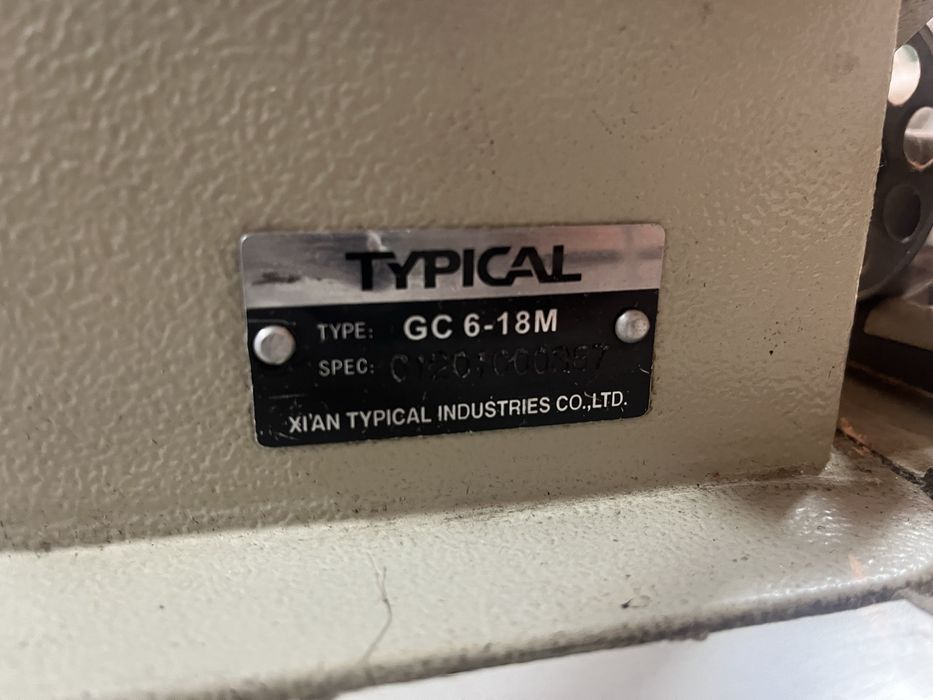 TYPICAL
TYPE: GC 6-18M
SPEC:
XI'AN TYPICAL INDUSTRIES CO.,LTD.